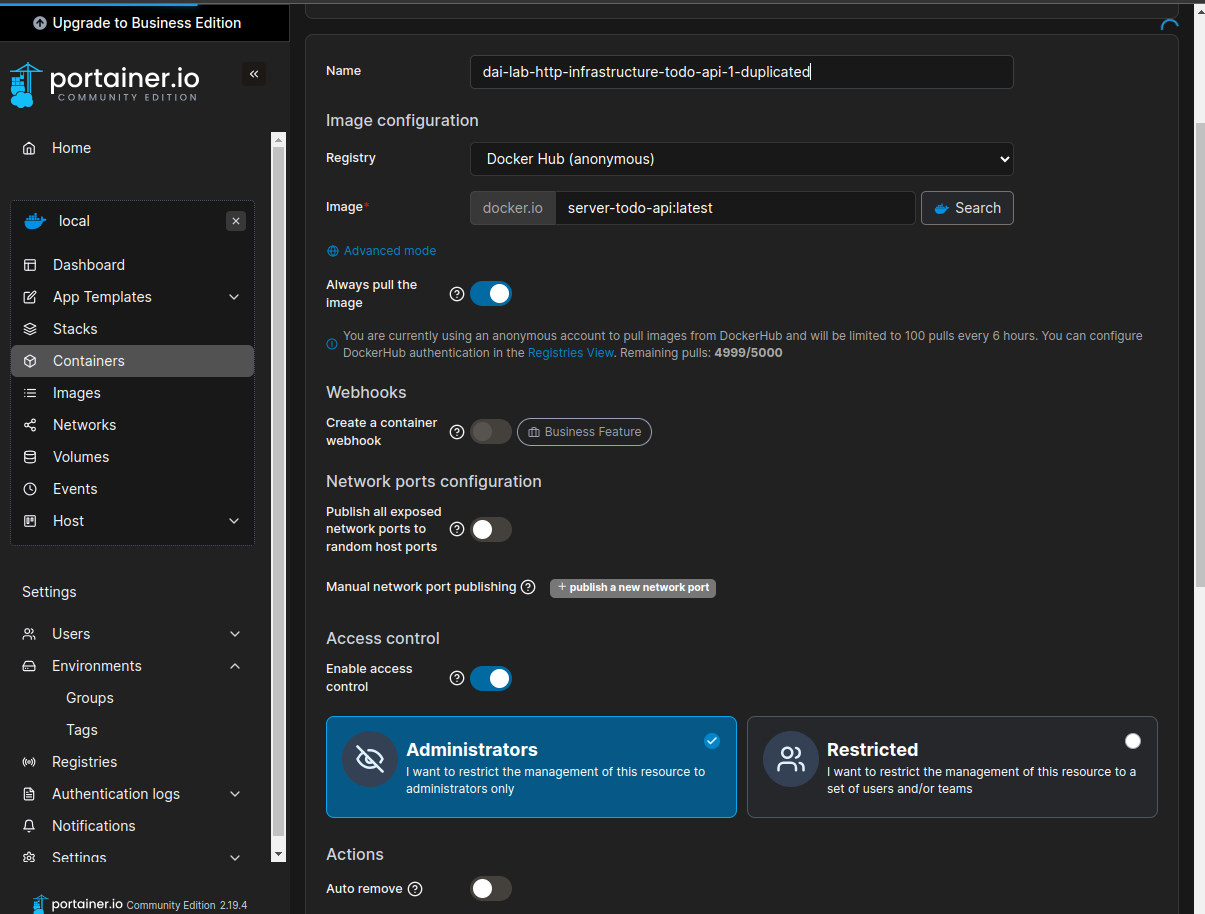 Upgrade to Business Edition
portainer.io
COMMUNITY EDITION
Home
local
Dashboard
App Templates
Stacks
Containers
Images
Networks
Volumes
Events
Host
Settings
Users
Environments
Groups
Tags
Registries
Authentication logs
Notifications
Settings
portainer.io Community Edition 2.19.4
Name
dai-lab-http-infrastructure-todo-api-1-duplicated
Image configuration
Registry
Docker Hub (anonymous)
Image*
docker.io
server-todo-api:latest
Search
Advanced mode
Always pull the
image
You are currently using an anonymous account to pull images from DockerHub and will be limited to 100 pulls every 6 hours. You can configure
DockerHub authentication in the Registries View. Remaining pulls: 4999/5000
Webhooks
Create a container
webhook
Business Feature
Network ports configuration
Publish all exposed
network ports to
random host ports
Manual network port publishing
+ publish a new network port
Access control
Enable access
control
Administrators
I want to restrict the management of this resource to
administrators only
Restricted
I want to restrict the management of this resource to a
set of users and/or teams
Actions
Auto remove